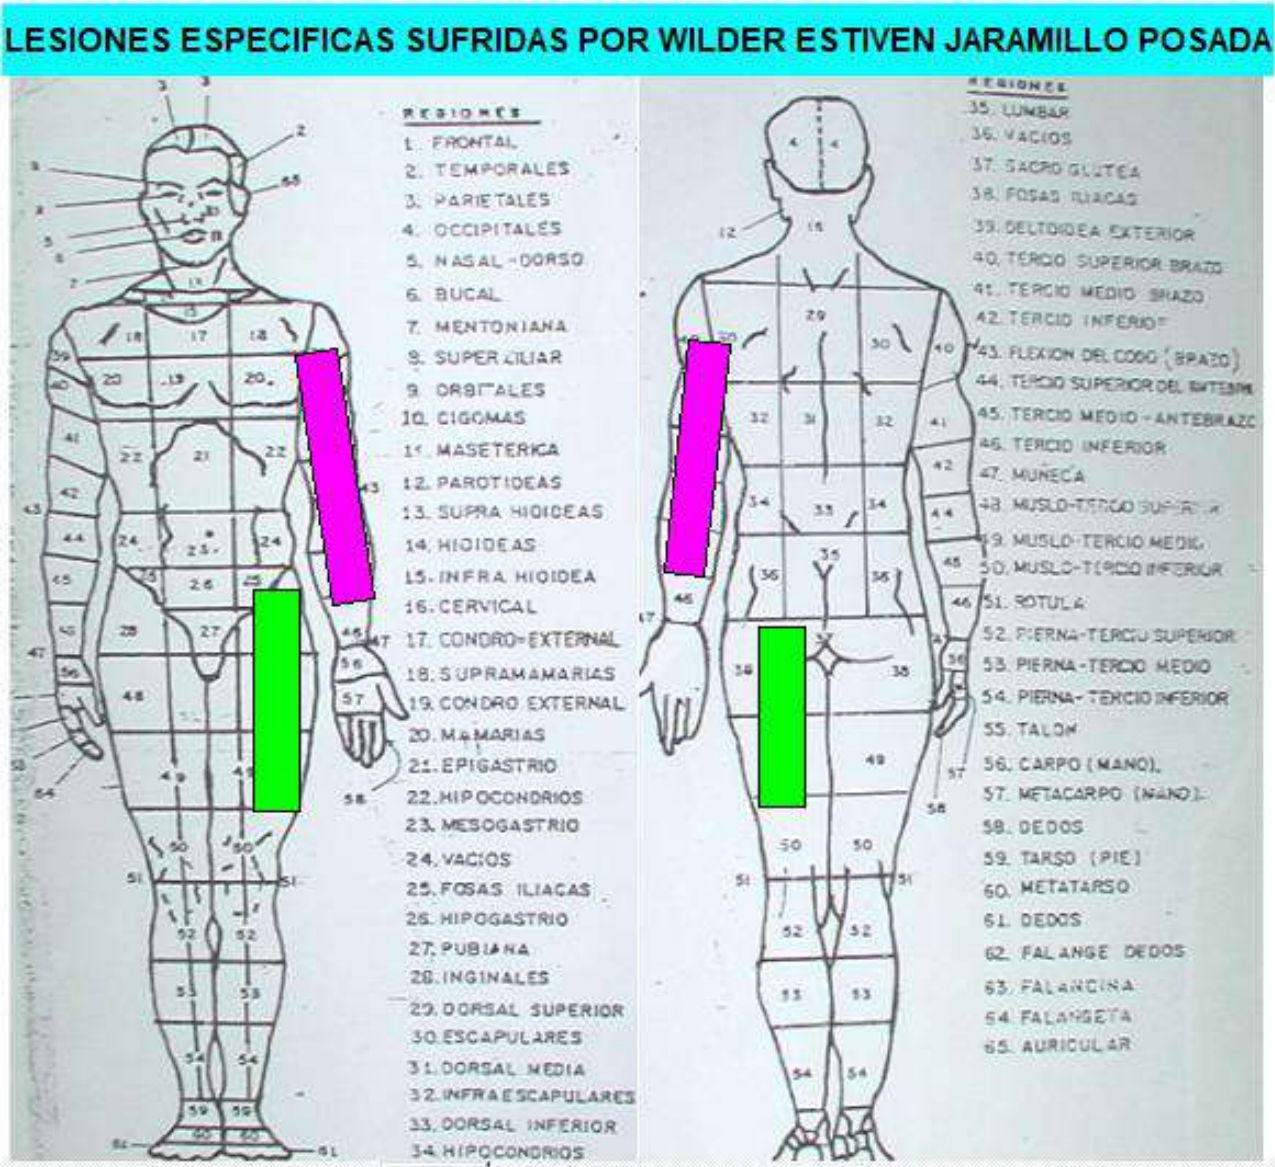 LESIONES ESPECIFICAS SUFRIDAS POR WILDER ESTIVEN JARAMILLO POSADA
REGIONES
1. FRONTAL
2. TEMPORALES
3. PARIETALES
4. OCCIPITALES
5. NASAL-DORSO
6. BUCAL
7. MENTONIANA
8. SUPERCILIAR
9. ORBITALES
10. CIGOMAS
11. MASETERICA
12. PAROTIDEAS
13. SUPRA HIOIDEAS
14. HIOIDEAS
15. INFRA HIOIDEA
16. CERVICAL
17. CONDRO-EXTERNAL
18. SUPRAMAMARIAS
19. CONDRO EXTERNAL
20. MAMARIAS
21. EPIGASTRIO
22. HIPOCONDRIOS
23. MESOGASTRIO
24. VACIOS
25. FOSAS ILIACAS
26. HIPOGASTRIO
27. PUBIANA
28. INGINALES
29. DORSAL SUPERIOR
30. ESCAPULARES
31. DORSAL MEDIA
32. INFRAESCAPULARES
33. DORSAL INFERIOR
34. HIPOCONDRIOS
REGIONES
35. LUMBAR
36. VACIOS
37. SACRO GLUTEA
38. FOSAS ILIACAS
39. DELTOIDEA EXTERIOR
40. TERCIO SUPERIOR BRAZO
41. TERCIO MEDIO BRAZO
42. TERCIO INFERIOR
43. FLEXION DEL CODO (BRAZO)
44. TERCIO SUPERIOR DEL
45. TERCIO MEDIO-ANTEBRAZO
46. TERCIO INFERIOR
47. MUÑECA
48. MUSLO-TERCIO SUPERIOR
49. MUSLO-TERCIO MEDIO
50. MUSLO-TERCIO INFERIOR
51. ROTULA
52. PIERNA-TERCIO SUPERIOR
53. PIERNA-TERCIO MEDIO
54. PIERNA-TERCIO INFERIOR
55. TALON
56. CARPO (MANO).
57. METACARPO (MANO).
58. DEDOS
59. TARSO (PIE)
60. METATARSO
61. DEDOS
62. FALANGE DEDOS
63. FALANGINA
64. FALANGETA
65. AURICULAR